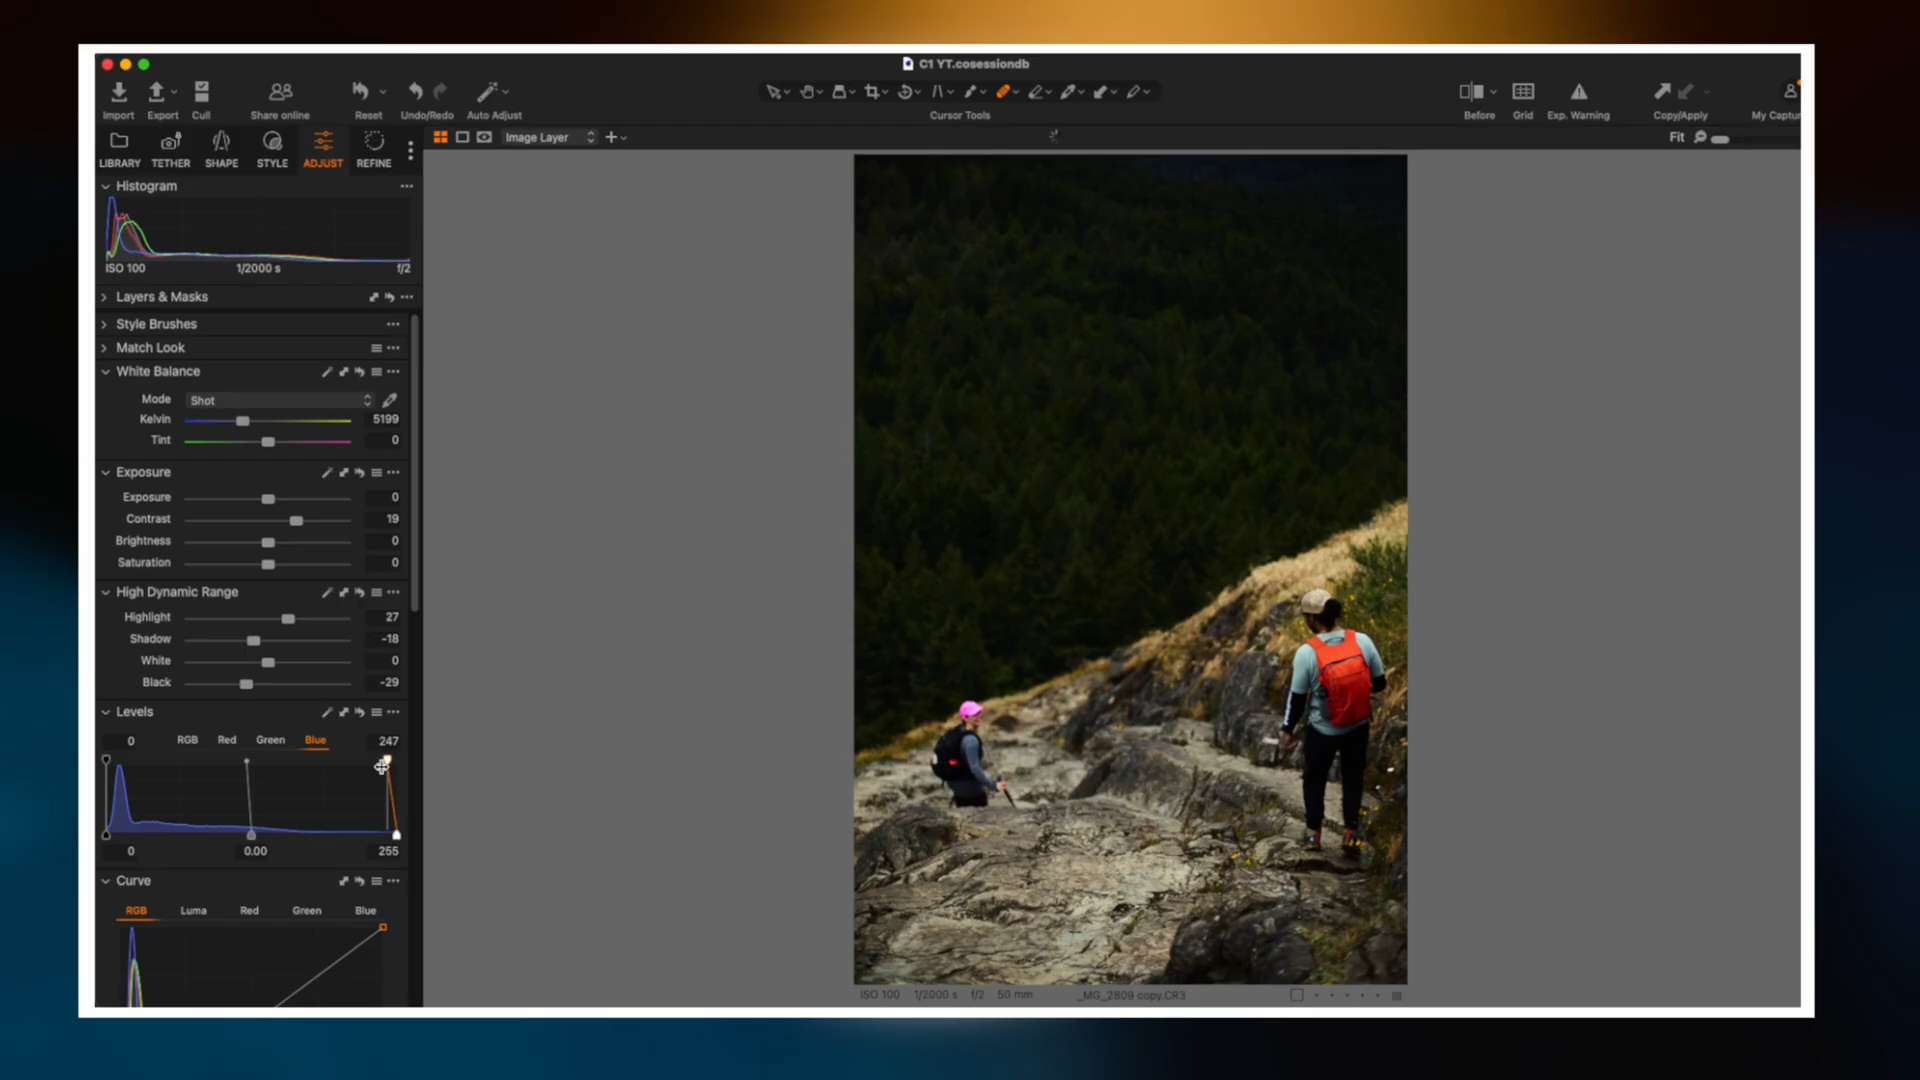 C1 YT.cosessiondb
Import Export Cull Share online Reset Undo/Redo Auto Adjust Cursor Tools Before Grid Exp. Warning Copy/Apply My Captur
LIBRARY TETHER SHAPE STYLE ADJUST REFINE
Image Layer
Fit
Histogram
ISO 100 1/2000 s f/2
Layers & Masks
Style Brushes
Match Look
White Balance
Mode Shot
Kelvin 5199
Tint 0
Exposure
Exposure 0
Contrast 19
Brightness 0
Saturation 0
High Dynamic Range
Highlight 27
Shadow -18
White 0
Black -29
Levels
0 RGB Red Green Blue 247
0 0.00 255
Curve
RGB Luma Red Green Blue
ISO 100 1/2000 s f/2 50 mm _MG_2809 copy.CR3